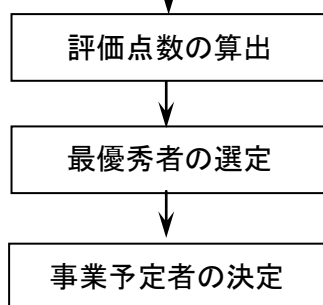 評価点数の算出
最優秀者の選定
事業予定者の決定